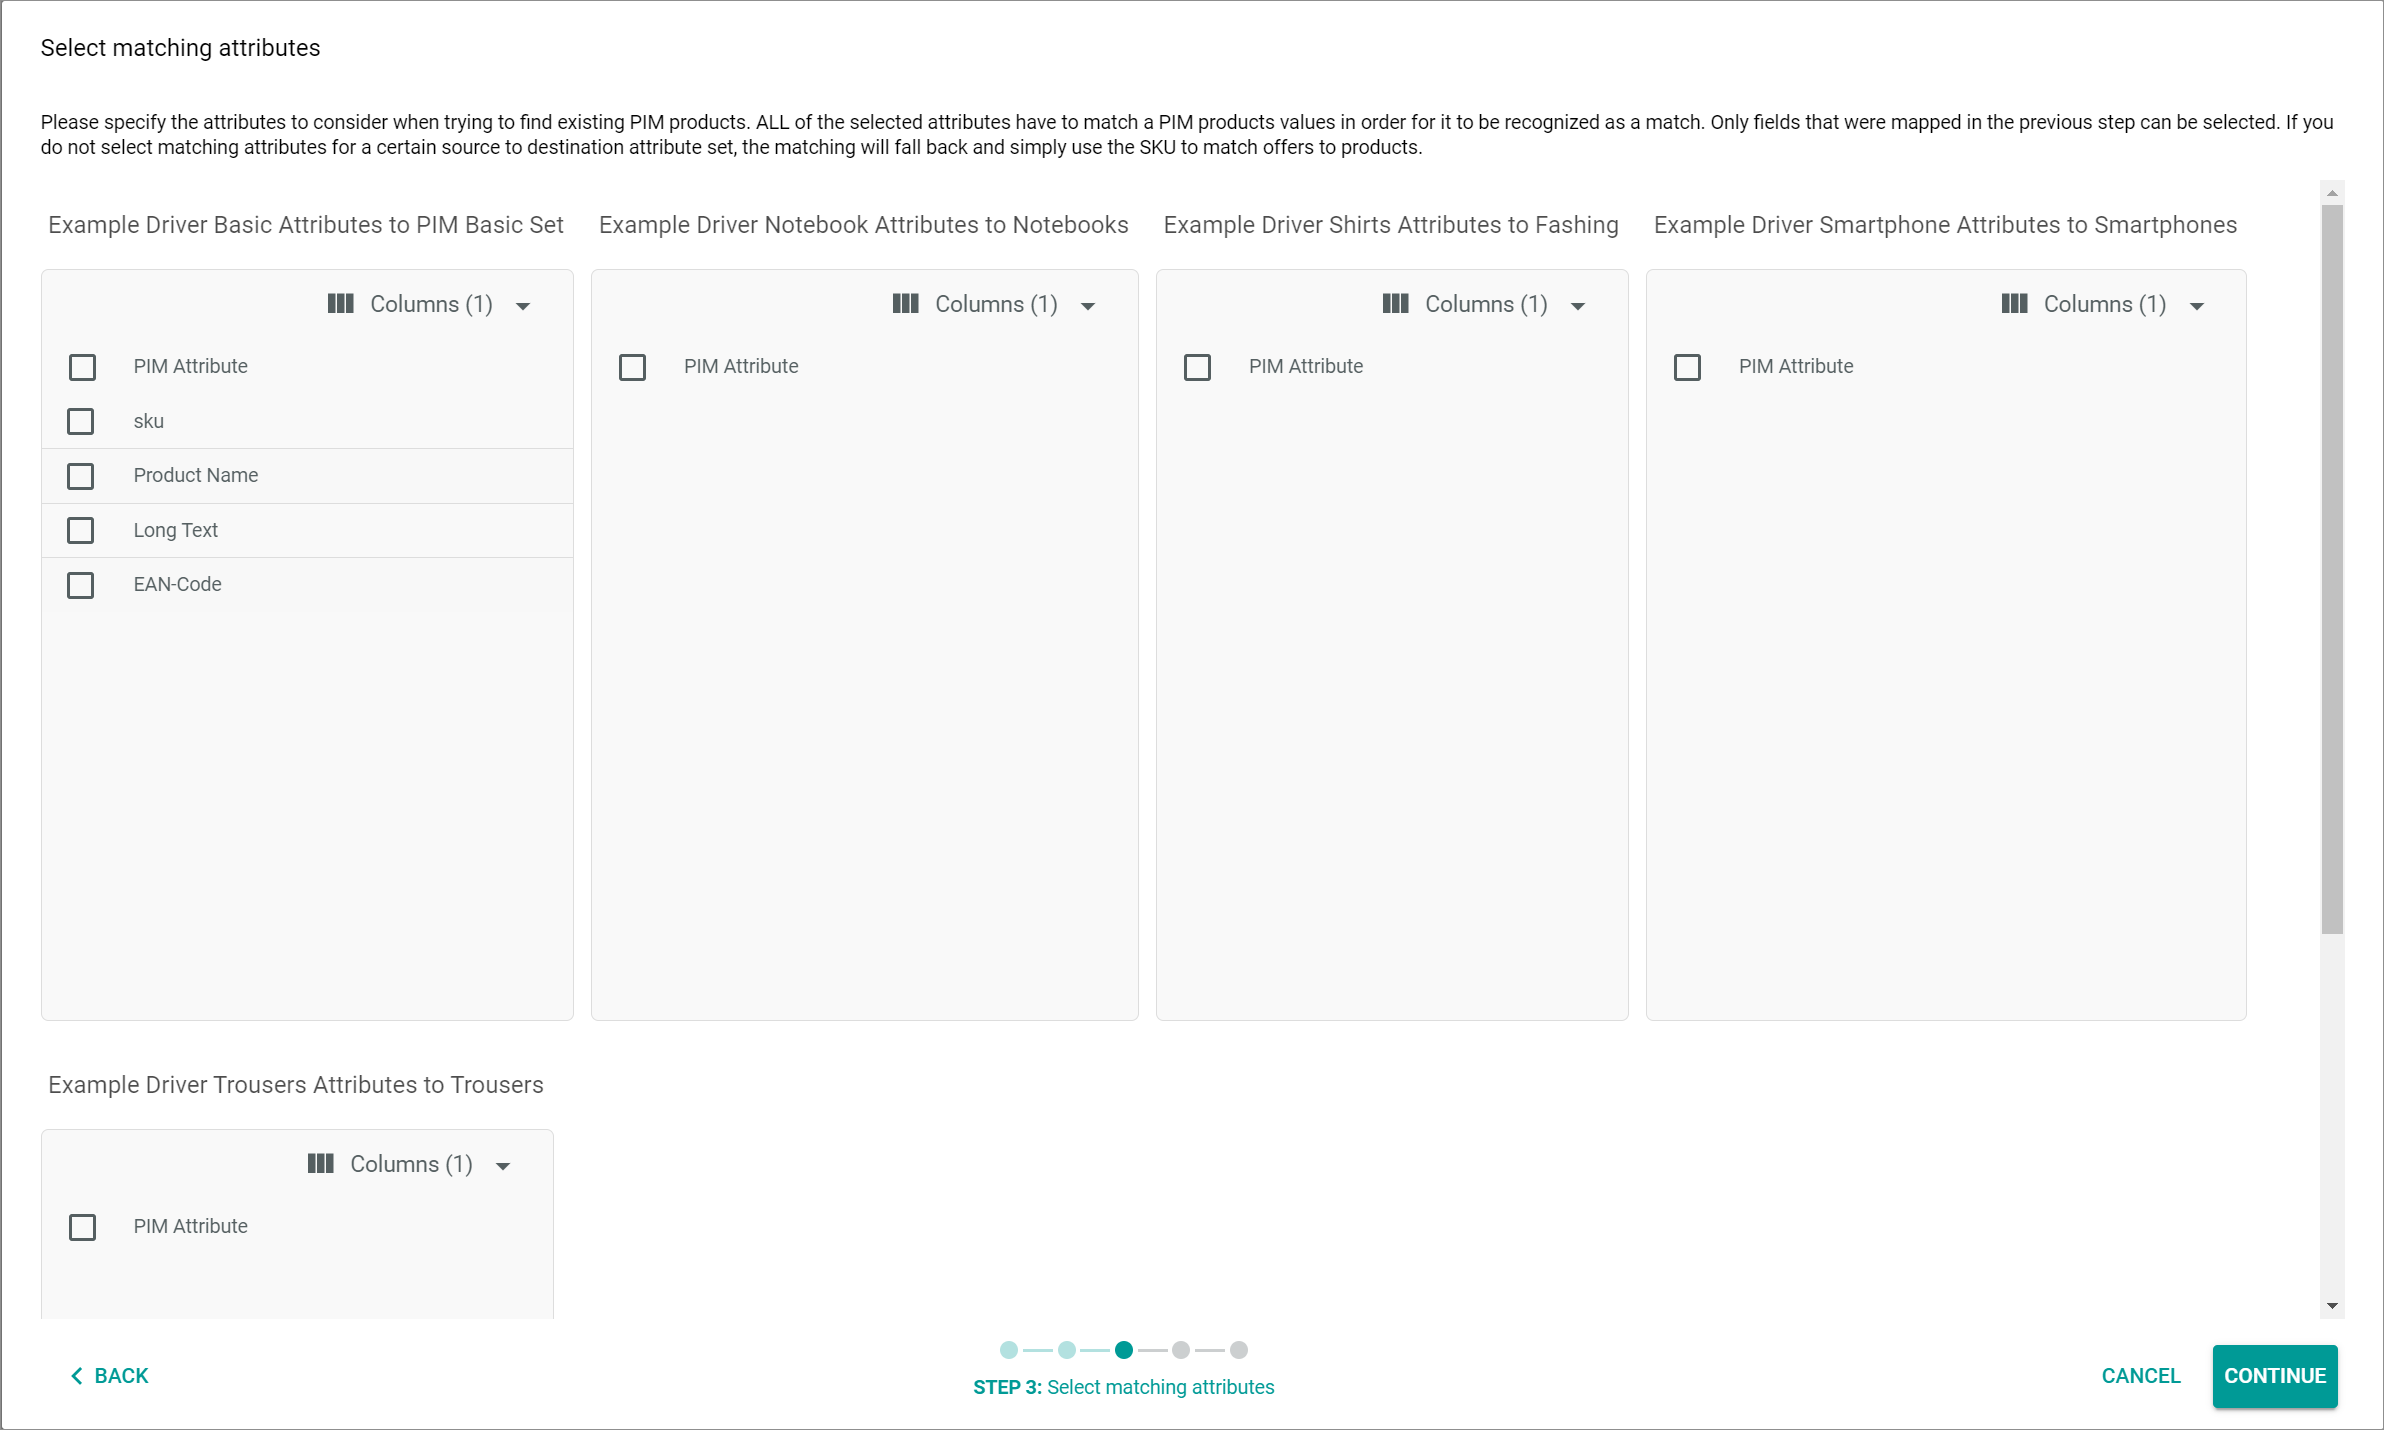 Select matching attributes
Please specify the attributes to consider when trying to find existing PIM products. ALL of the selected attributes have to match a PIM products values in order for it to be recognized as a match. Only fields that were mapped in the previous step can be selected. If you
do not select matching attributes for a certain source to destination attribute set, the matching will fall back and simply use the SKU to match offers to products.
Example Driver Basic Attributes to PIM Basic Set
Columns (1)
PIM Attribute
sku
Product Name
Long Text
EAN-Code
Example Driver Notebook Attributes to Notebooks
Columns (1)
PIM Attribute
Example Driver Shirts Attributes to Fashing
Columns (1)
PIM Attribute
Example Driver Smartphone Attributes to Smartphones
Columns (1)
PIM Attribute
Example Driver Trousers Attributes to Trousers
Columns (1)
PIM Attribute
BACK
STEP 3: Select matching attributes
CANCEL
CONTINUE